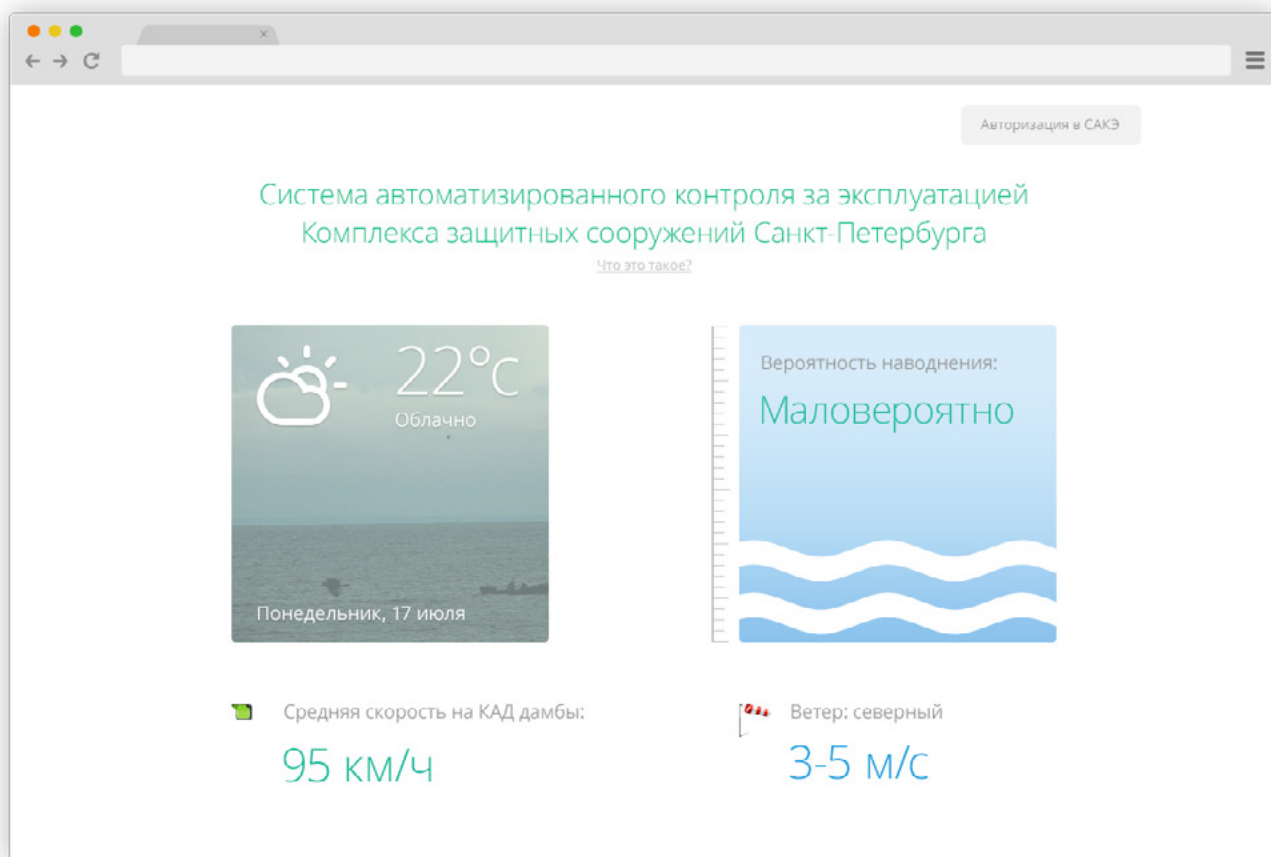 Авторизация в САКЭ
Система автоматизированного контроля за эксплуатацией
Комплекса защитных сооружений Санкт-Петербурга
Что это такое?
22°C
Облачно
Понедельник, 17 июля
Вероятность наводнения:
Маловероятно
Средняя скорость на КАД дамбы:
95 км/ч
Ветер: северный
3-5 м/с